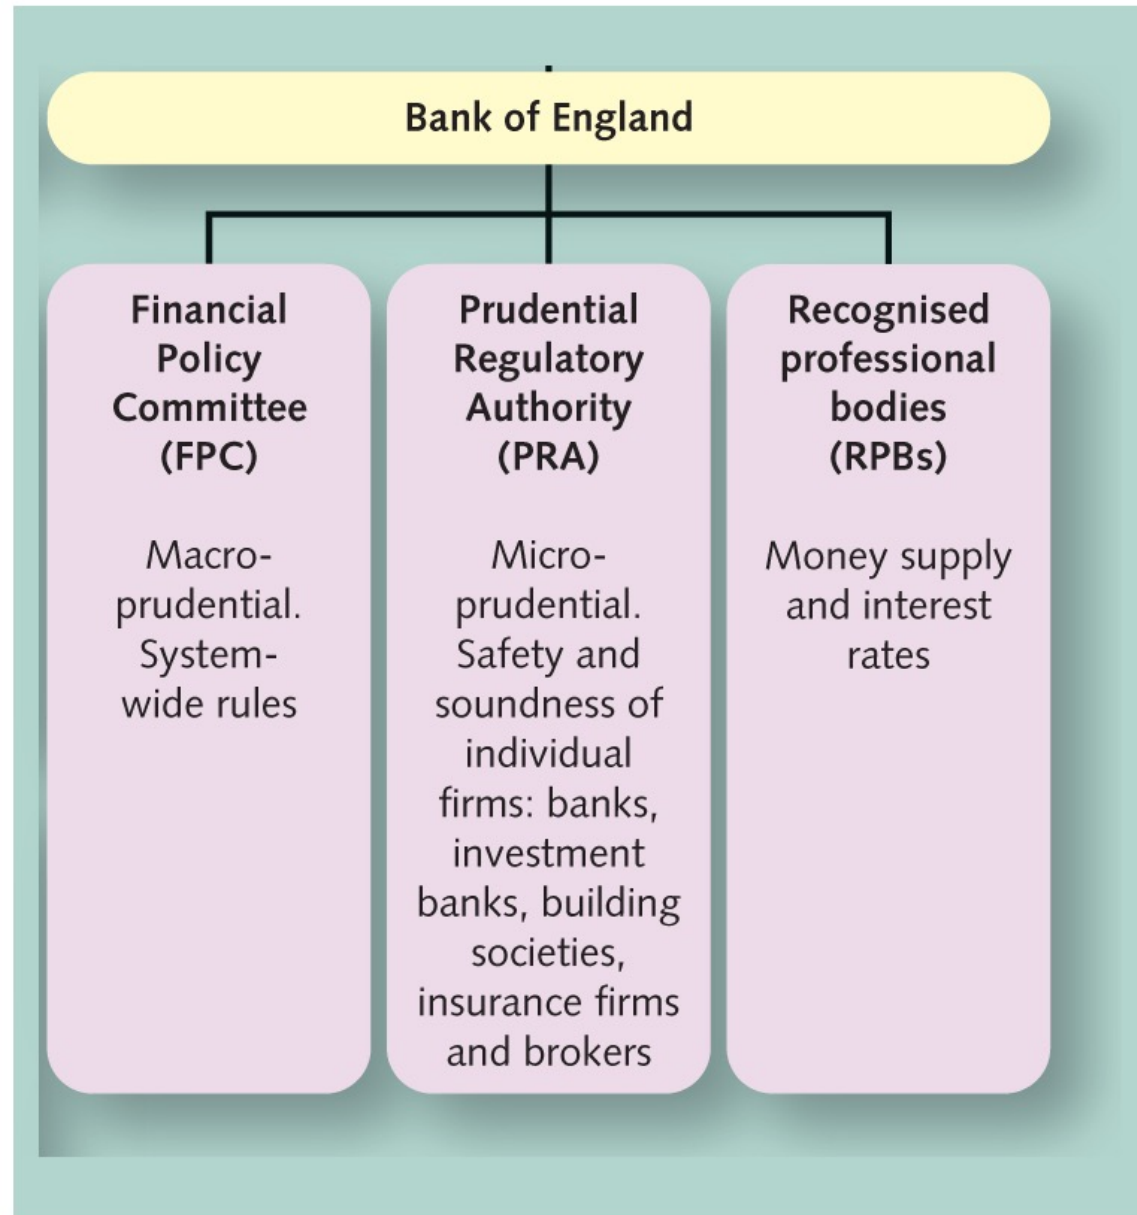 Bank of England
Financial
Policy
Committee
(FPC)
Macro-
prudential.
System-
wide rules
Prudential
Regulatory
Authority
(PRA)
Micro-
prudential.
Safety and
soundness of
individual
firms: banks,
investment
banks, building
societies,
insurance firms
and brokers
Recognised
professional
bodies
(RPBs)
Money supply
and interest
rates